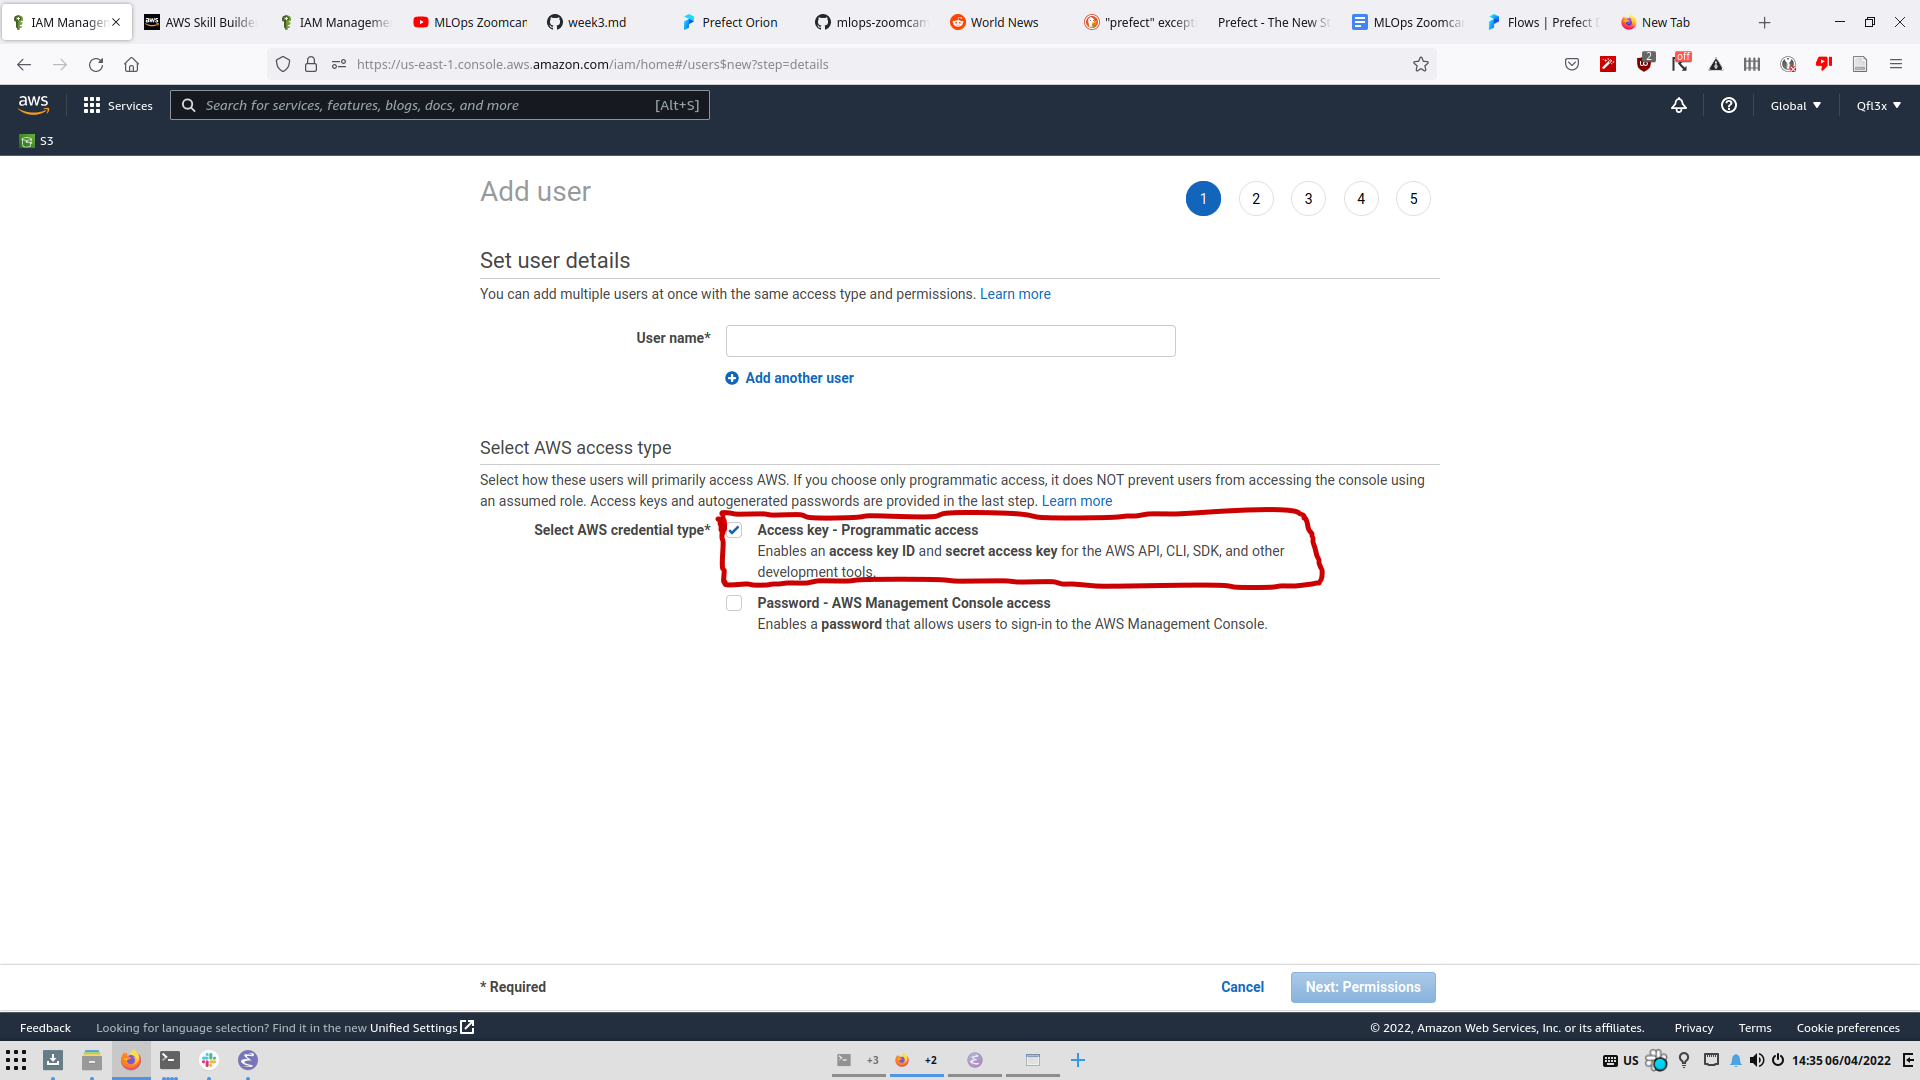 IAM Managen
AWS Skill Builde
IAM Manageme
MLOps Zoomcan
week3.md
Prefect Orion
mlops-zoomcam
World News
"prefect" except
Prefect - The New St
MLOps Zoomca
Flows | Prefect D
New Tab
https://us-east-1.console.aws.amazon.com/iam/home#/users$new?step=details
2
off
aws
Services
Search for services, features, blogs, docs, and more
[Alt+S]
Global
Qfl3x
S3
Add user
1
2
3
4
5
Set user details
You can add multiple users at once with the same access type and permissions. Learn more
User name*
Add another user
Select AWS access type
Select how these users will primarily access AWS. If you choose only programmatic access, it does NOT prevent users from accessing the console using
an assumed role. Access keys and autogenerated passwords are provided in the last step. Learn more
Select AWS credential type*
Access key - Programmatic access
Enables an access key ID and secret access key for the AWS API, CLI, SDK, and other
development tools.
Password - AWS Management Console access
Enables a password that allows users to sign-in to the AWS Management Console.
* Required
Cancel
Next: Permissions
Feedback
Looking for language selection? Find it in the new Unified Settings
© 2022, Amazon Web Services, Inc. or its affiliates.
Privacy
Terms
Cookie preferences
+3
+2
US
14:35 06/04/2022